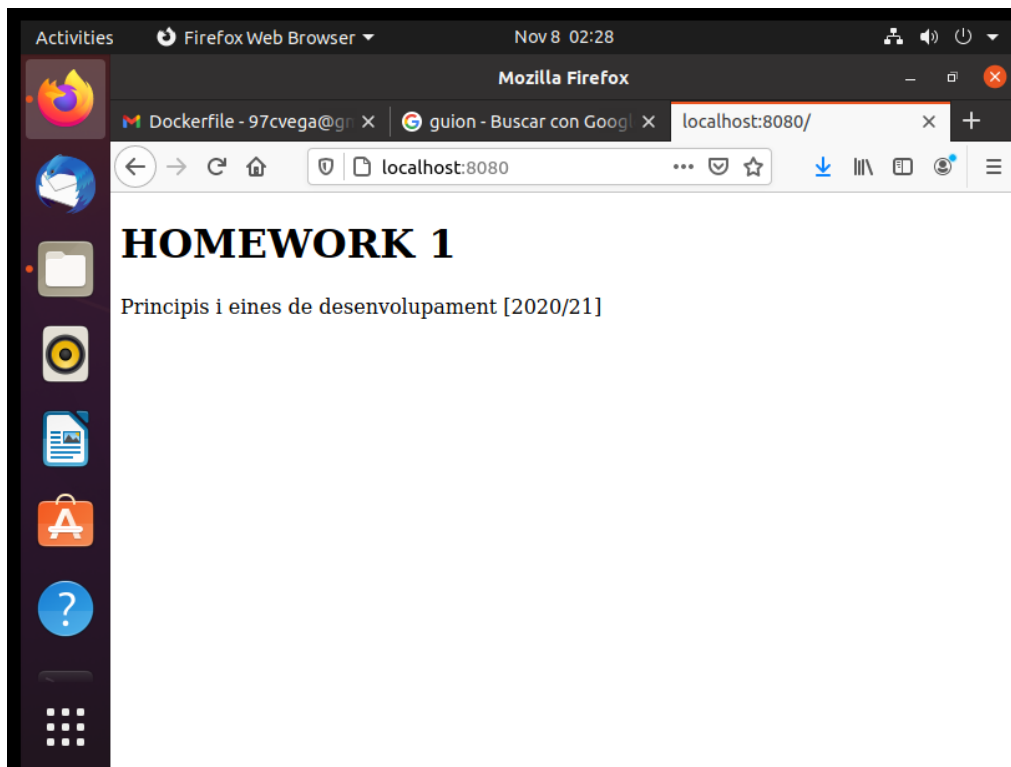 Activities
Firefox Web Browser
Nov 8 02:28
Mozilla Firefox
Dockerfile - 97cvega@gn
guion - Buscar con Googl
localhost:8080/
localhost:8080
HOMEWORK 1
Principis i eines de desenvolupament [2020/21]